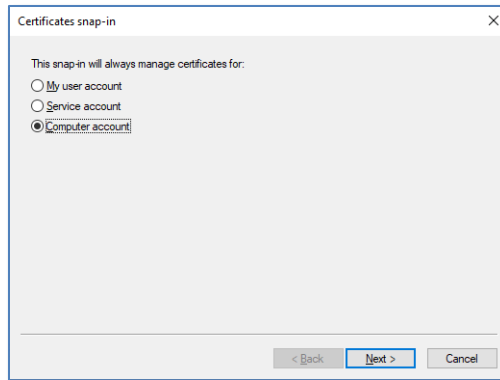 Certificates snap-in
This snap-in will always manage certificates for:
My user account
Service account
Computer account
< Back Next > Cancel